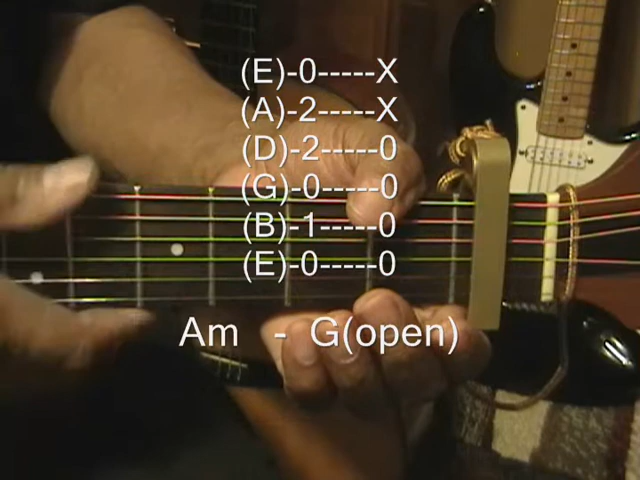 (E)-0-----X
(A)-2-----X
(D)-2-----0
(G)-0-----0
(B)-1-----0
(E)-0-----0
Am - G(open)